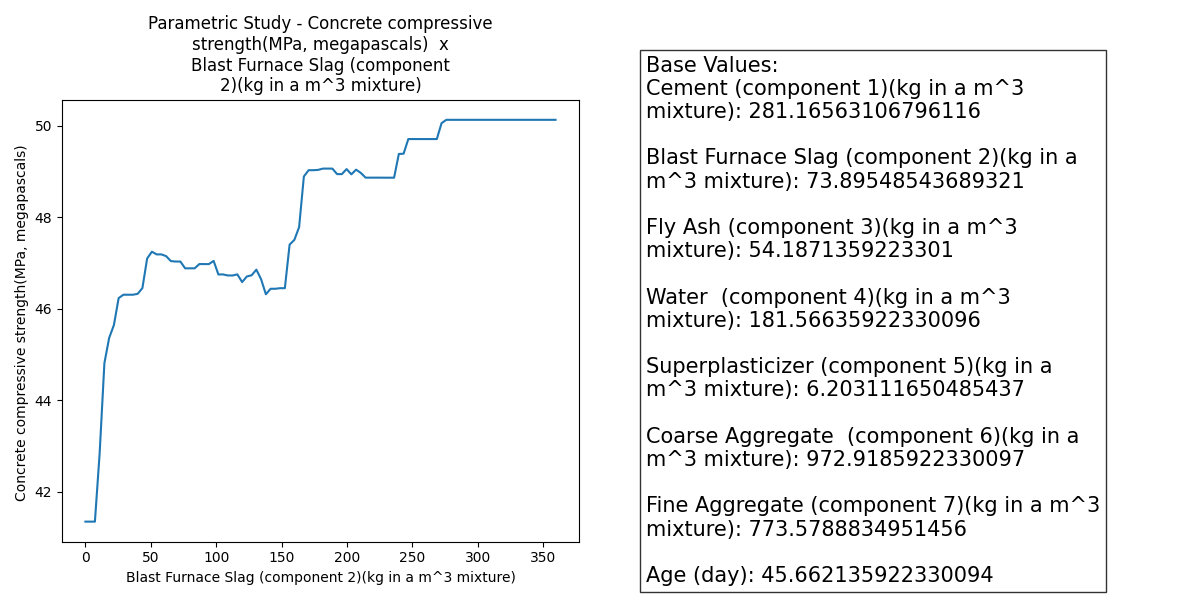 Parametric Study - Concrete compressive
strength(MPa, megapascals)  x
Blast Furnace Slag (component
2)(kg in a m^3 mixture)
50
48
46
44
42
Concrete compressive strength(MPa, megapascals)
0 50 100 150 200 250 300 350
Blast Furnace Slag (component 2)(kg in a m^3 mixture)
Base Values:
Cement (component 1)(kg in a m^3
mixture): 281.16563106796116
Blast Furnace Slag (component 2)(kg in a
m^3 mixture): 73.89548543689321
Fly Ash (component 3)(kg in a m^3
mixture): 54.1871359223301
Water  (component 4)(kg in a m^3
mixture): 181.56635922330096
Superplasticizer (component 5)(kg in a
m^3 mixture): 6.203111650485437
Coarse Aggregate  (component 6)(kg in a
m^3 mixture): 972.9185922330097
Fine Aggregate (component 7)(kg in a m^3
mixture): 773.5788834951456
Age (day): 45.662135922330094